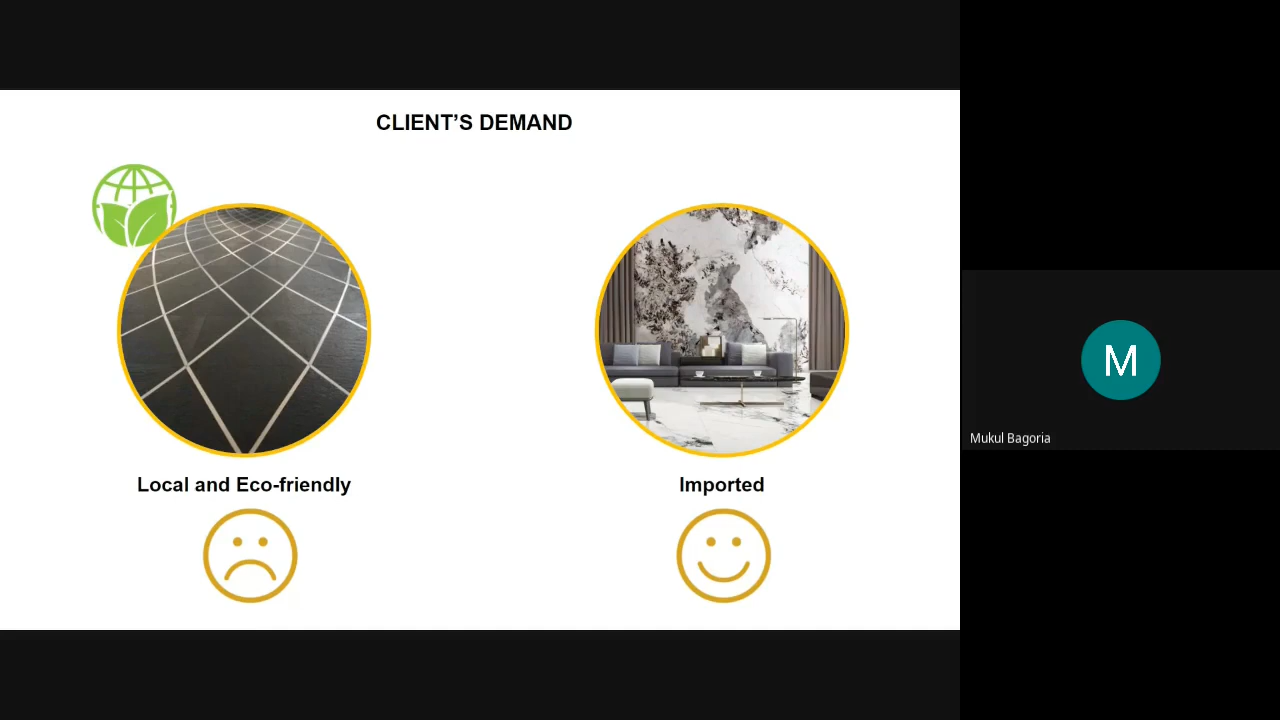 CLIENT’S DEMAND
Local and Eco-friendly
Imported
M
Mukul Bagoria